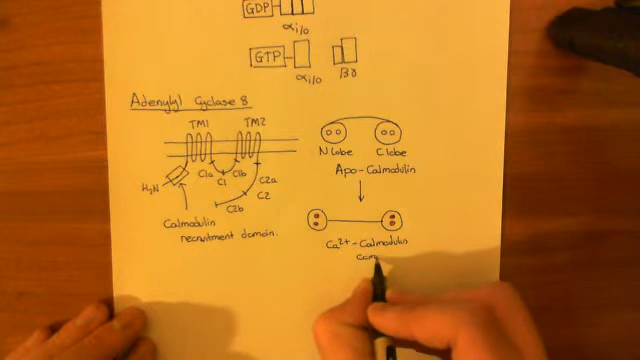 GDP
αi/o
GTP
αi/o βγ
Adenylyl Cyclase 8
TM1 TM2
N Lobe C lobe
Apo-Calmodulin
H₂N
C1a C1b
C1
C2a
C2
C2b
Calmodulin
recruitment domain.
Ca²⁺-Calmodulin
Com